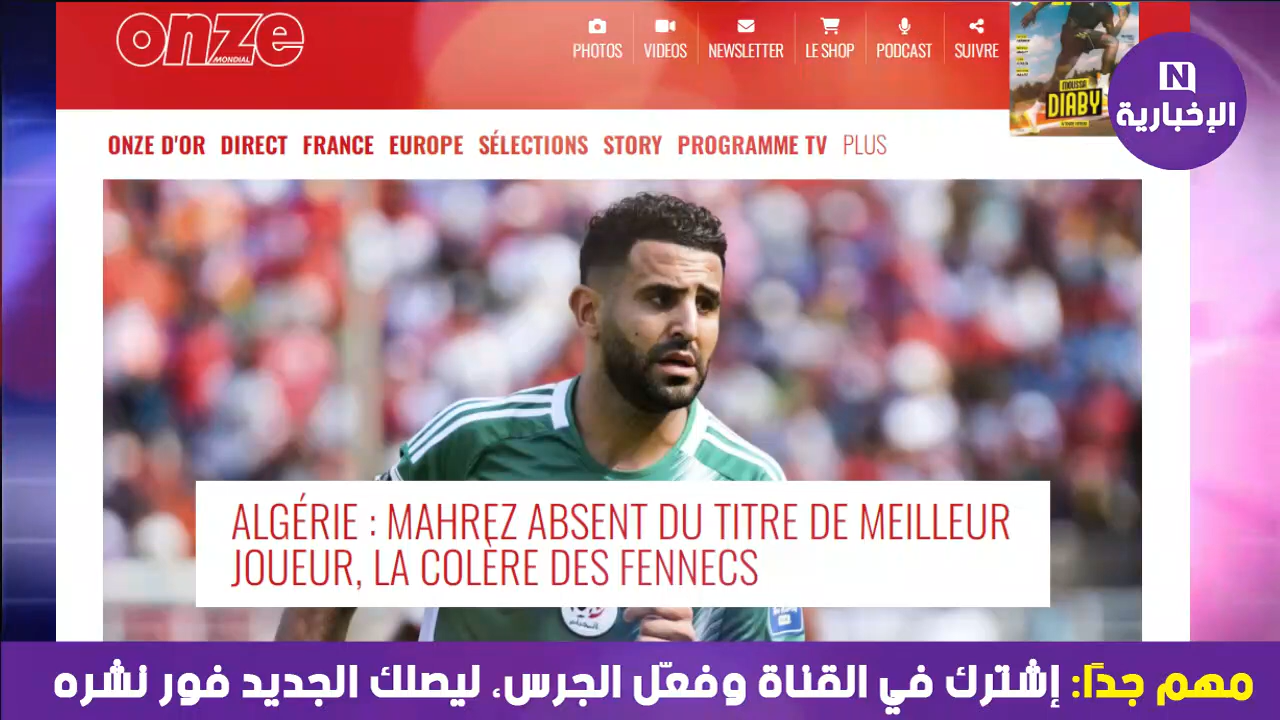 onze
MONDIAL
PHOTOS VIDEOS NEWSLETTER LE SHOP PODCAST SUIVRE
MOUSSA
DIABY
N
الإخبارية
ONZE D'OR DIRECT FRANCE EUROPE SÉLECTIONS STORY PROGRAMME TV PLUS
ALGÉRIE : MAHREZ ABSENT DU TITRE DE MEILLEUR
JOUEUR, LA COLÈRE DES FENNECS
مهم جدًا: إشترك في القناة وفعّل الجرس، ليصلك الجديد فور نشره